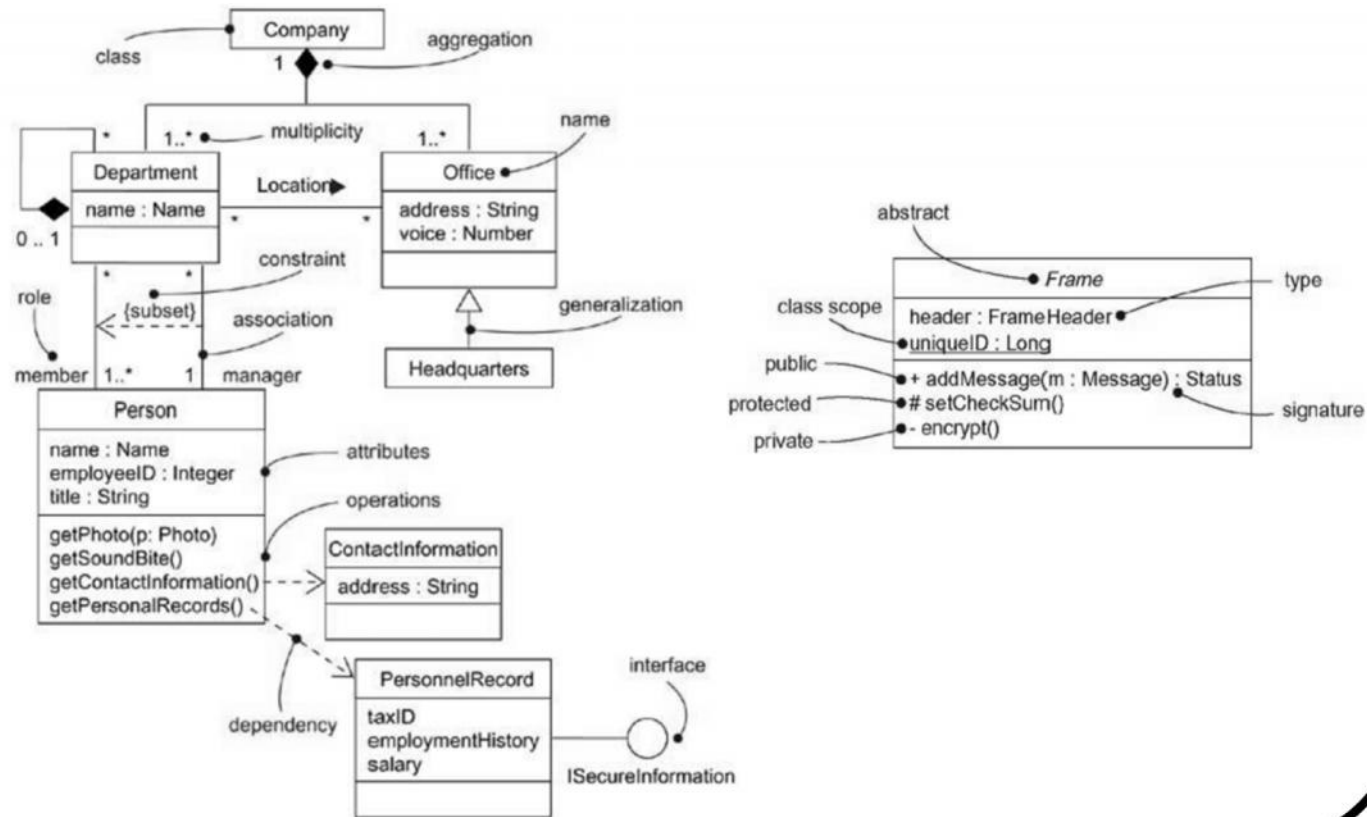 Company
class
aggregation
1
*
1..*
multiplicity
1..*
name
Department
Location
Office
name : Name
*
*
address : String
voice : Number
0 .. 1
*
*
constraint
role
{subset}
association
generalization
member
1..*
1
manager
Headquarters
Person
name : Name
employeeID : Integer
title : String
attributes
operations
getPhoto(p: Photo)
getSoundBite()
getContactInformation()
getPersonalRecords()
ContactInformation
address : String
dependency
PersonnelRecord
taxID
employmentHistory
salary
interface
ISecureInformation
abstract
Frame
type
class scope
header : FrameHeader
uniqueID : Long
public
+ addMessage(m : Message) : Status
protected
# setCheckSum()
signature
private
- encrypt()